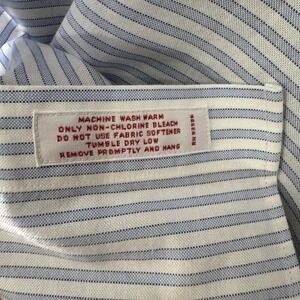 MACHINE WASH WARM
ONLY NON-CHLORINE BLEACH
DO NOT USE FABRIC SOFTENER
TUMBLE DRY LOW
REMOVE PROMPTLY AND HANG